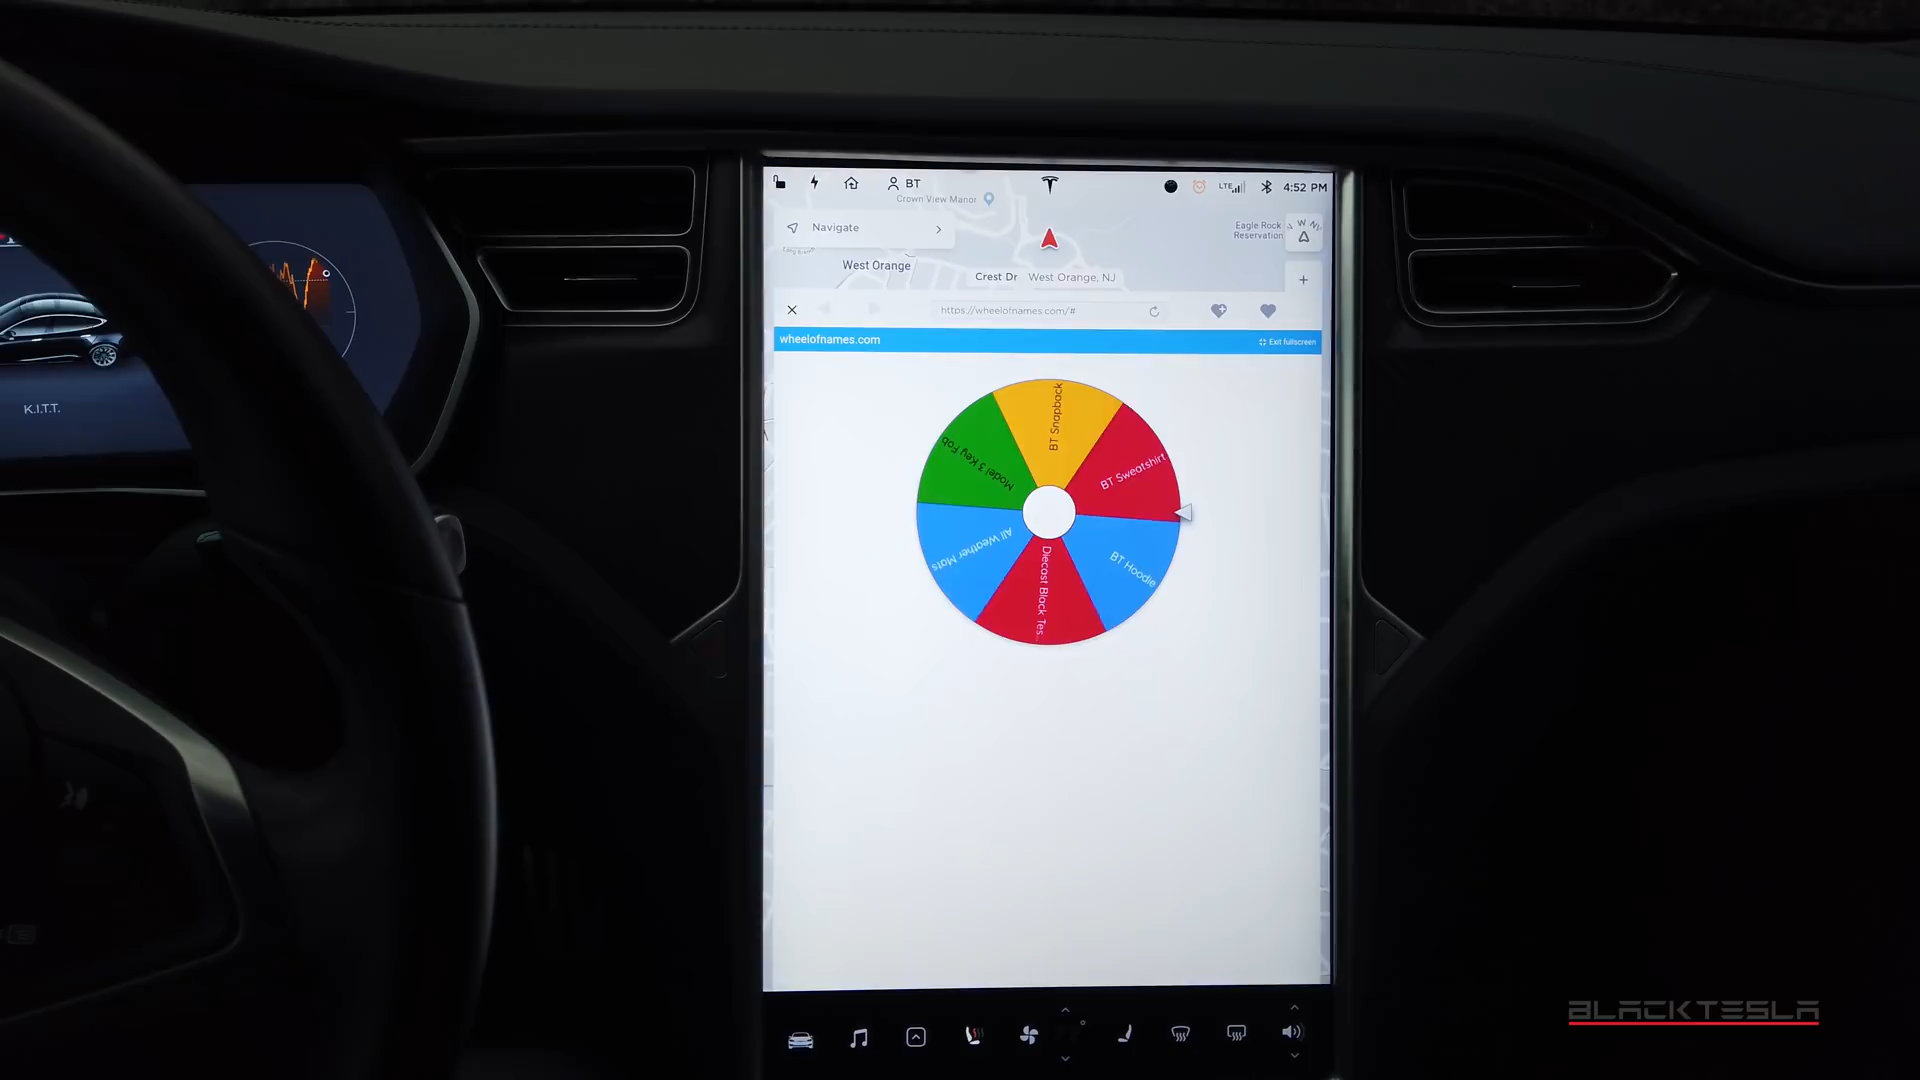 BT
LTE
4:52 PM
Crown View Manor
Navigate
Eagle Rock
Reservation
W
West Orange
Crest Dr
West Orange, NJ
https://wheelofnames.com/#
wheelofnames.com
Exit fullscreen
BT Snapback
BT Sweatshirt
Model 3 Key Fob
All Weather Mats
BT Hoodie
Diecast Black Tes...
K.I.T.T.
BLACKTESLA